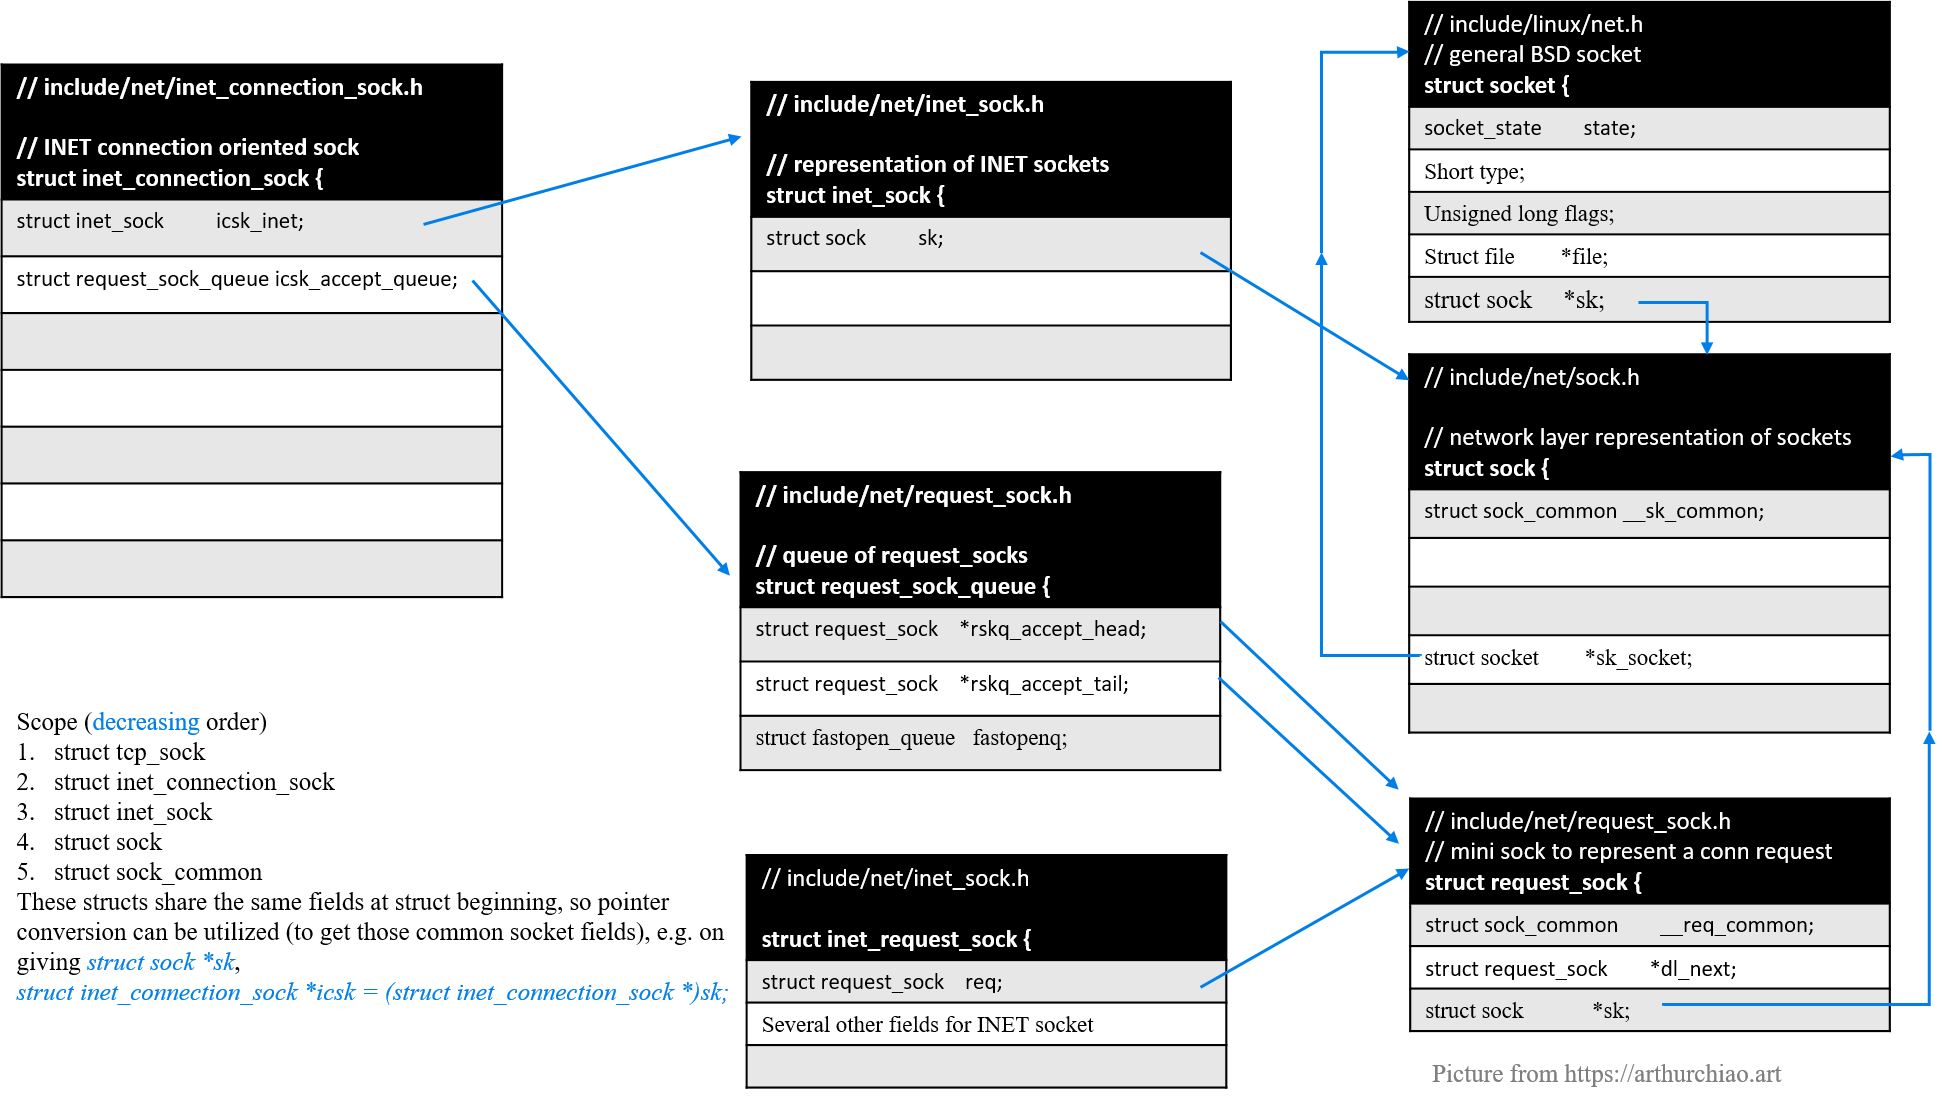 // include/net/inet_connection_sock.h
// INET connection oriented sock
struct inet_connection_sock {
struct inet_sock icsk_inet;
struct request_sock_queue icsk_accept_queue;
// include/net/inet_sock.h
// representation of INET sockets
struct inet_sock {
struct sock sk;
// include/linux/net.h
// general BSD socket
struct socket {
socket_state state;
Short type;
Unsigned long flags;
Struct file *file;
struct sock *sk;
// include/net/sock.h
// network layer representation of sockets
struct sock {
struct sock_common __sk_common;
struct socket *sk_socket;
// include/net/request_sock.h
// queue of request_socks
struct request_sock_queue {
struct request_sock *rskq_accept_head;
struct request_sock *rskq_accept_tail;
struct fastopen_queue fastopenq;
// include/net/inet_sock.h
struct inet_request_sock {
struct request_sock req;
Several other fields for INET socket
// include/net/request_sock.h
// mini sock to represent a conn request
struct request_sock {
struct sock_common __req_common;
struct request_sock *dl_next;
struct sock *sk;
Scope (decreasing order)
1. struct tcp_sock
2. struct inet_connection_sock
3. struct inet_sock
4. struct sock
5. struct sock_common
These structs share the same fields at struct beginning, so pointer
conversion can be utilized (to get those common socket fields), e.g. on
giving struct sock *sk,
struct inet_connection_sock *icsk = (struct inet_connection_sock *)sk;
Picture from https://arthurchiao.art